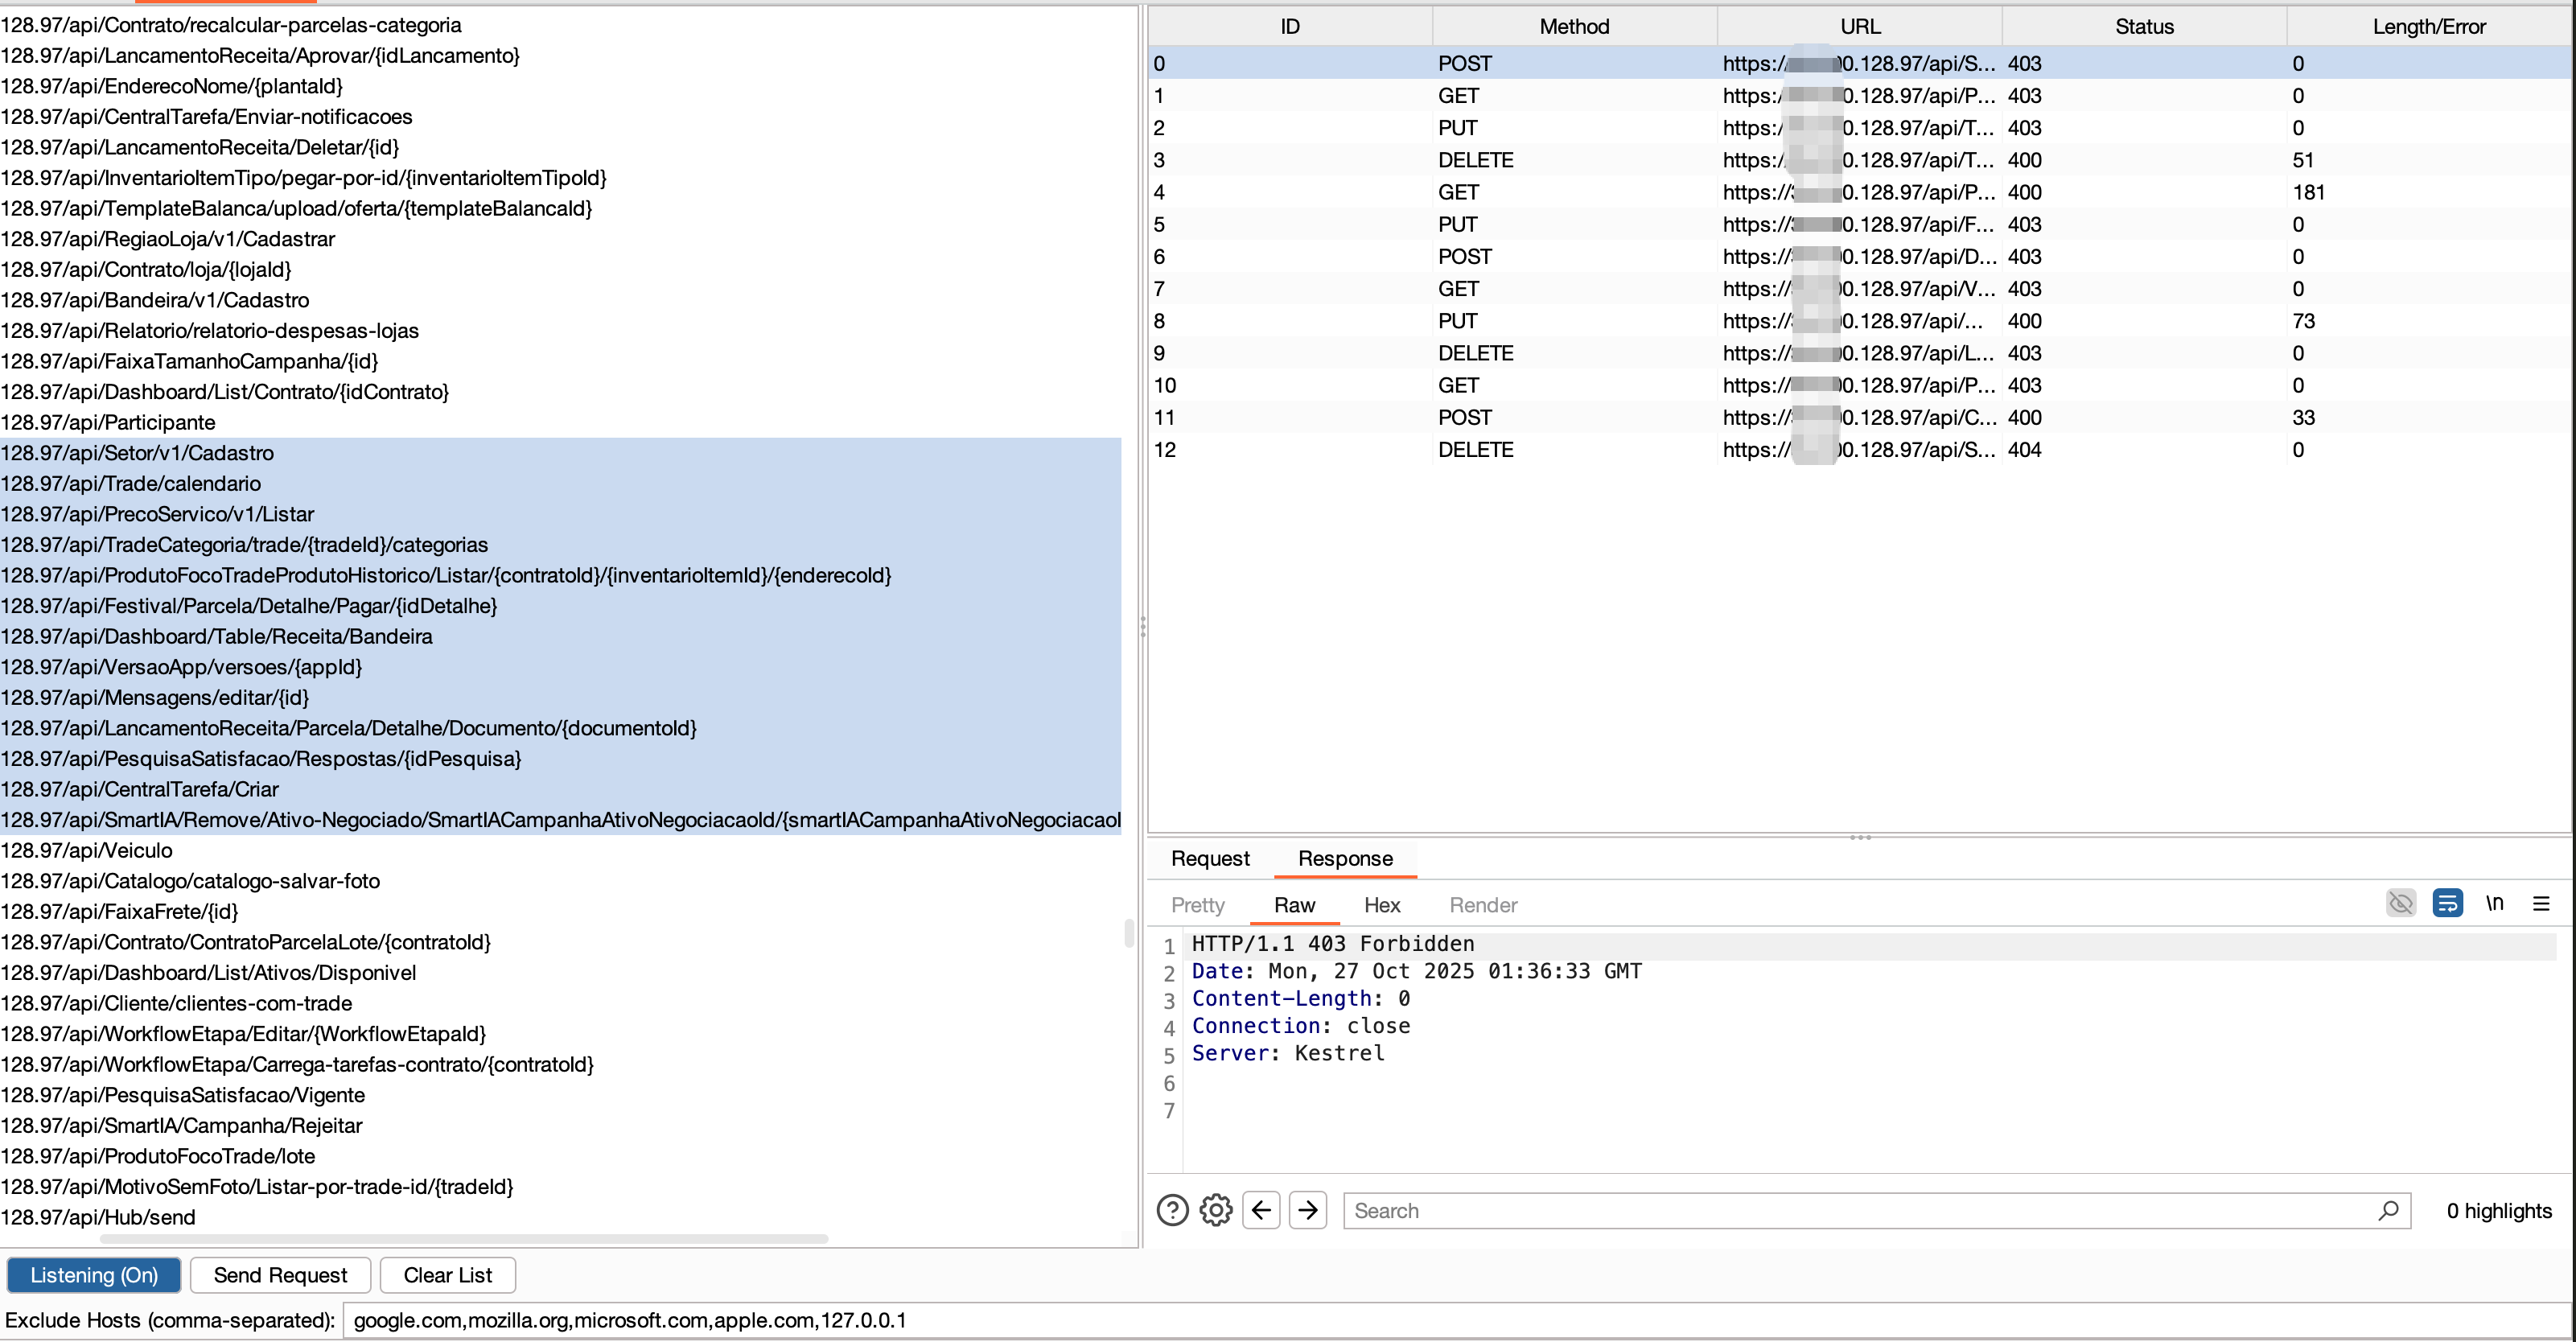 128.97/api/Contrato/recalcular-parcelas-categoria
128.97/api/LancamentoReceita/Aprovar/{idLancamento}
128.97/api/EnderecoNome/{plantaId}
128.97/api/CentralTarefa/Enviar-notificacoes
128.97/api/LancamentoReceita/Deletar/{id}
128.97/api/InventarioItemTipo/pegar-por-id/{inventarioItemTipoId}
128.97/api/TemplateBalanca/upload/oferta/{templateBalancaId}
128.97/api/RegiaoLoja/v1/Cadastrar
128.97/api/Contrato/loja/{lojaId}
128.97/api/Bandeira/v1/Cadastro
128.97/api/Relatorio/relatorio-despesas-lojas
128.97/api/FaixaTamanhoCampanha/{id}
128.97/api/Dashboard/List/Contrato/{idContrato}
128.97/api/Participante
128.97/api/Setor/v1/Cadastro
128.97/api/Trade/calendario
128.97/api/PrecoServico/v1/Listar
128.97/api/TradeCategoria/trade/{tradeId}/categorias
128.97/api/ProdutoFocoTradeProdutoHistorico/Listar/{contratoId}/{inventarioItemId}/{enderecoId}
128.97/api/Festival/Parcela/Detalhe/Pagar/{idDetalhe}
128.97/api/Dashboard/Table/Receita/Bandeira
128.97/api/VersaoApp/versoes/{appId}
128.97/api/Mensagens/editar/{id}
128.97/api/LancamentoReceita/Parcela/Detalhe/Documento/{documentoId}
128.97/api/PesquisaSatisfacao/Respostas/{idPesquisa}
128.97/api/CentralTarefa/Criar
128.97/api/SmartIA/Remove/Ativo-Negociado/SmartIACampanhaAtivoNegociacaoId/{smartIACampanhaAtivoNegociacaoI
128.97/api/Veiculo
128.97/api/Catalogo/catalogo-salvar-foto
128.97/api/FaixaFrete/{id}
128.97/api/Contrato/ContratoParcelaLote/{contratoId}
128.97/api/Dashboard/List/Ativos/Disponivel
128.97/api/Cliente/clientes-com-trade
128.97/api/WorkflowEtapa/Editar/{WorkflowEtapaId}
128.97/api/WorkflowEtapa/Carrega-tarefas-contrato/{contratoId}
128.97/api/PesquisaSatisfacao/Vigente
128.97/api/SmartIA/Campanha/Rejeitar
128.97/api/ProdutoFocoTrade/lote
128.97/api/MotivoSemFoto/Listar-por-trade-id/{tradeId}
128.97/api/Hub/send
ID Method URL Status Length/Error
0 POST https:/ 0.128.97/api/S... 403 0
1 GET https:/ 0.128.97/api/P... 403 0
2 PUT https:/ 0.128.97/api/T... 403 0
3 DELETE https:/ 0.128.97/api/T... 400 51
4 GET https:// 0.128.97/api/P... 400 181
5 PUT https:// 0.128.97/api/F... 403 0
6 POST https:// 0.128.97/api/D... 403 0
7 GET https:// 0.128.97/api/V... 403 0
8 PUT https:// 0.128.97/api/... 400 73
9 DELETE https:// 0.128.97/api/L... 403 0
10 GET https:// 0.128.97/api/P... 403 0
11 POST https:// 0.128.97/api/C... 400 33
12 DELETE https:// 0.128.97/api/S... 404 0
Request Response
Pretty Raw Hex Render \n
1 HTTP/1.1 403 Forbidden
2 Date: Mon, 27 Oct 2025 01:36:33 GMT
3 Content-Length: 0
4 Connection: close
5 Server: Kestrel
6
7
? Search 0 highlights
Listening (On) Send Request Clear List
Exclude Hosts (comma-separated): google.com,mozilla.org,microsoft.com,apple.com,127.0.0.1